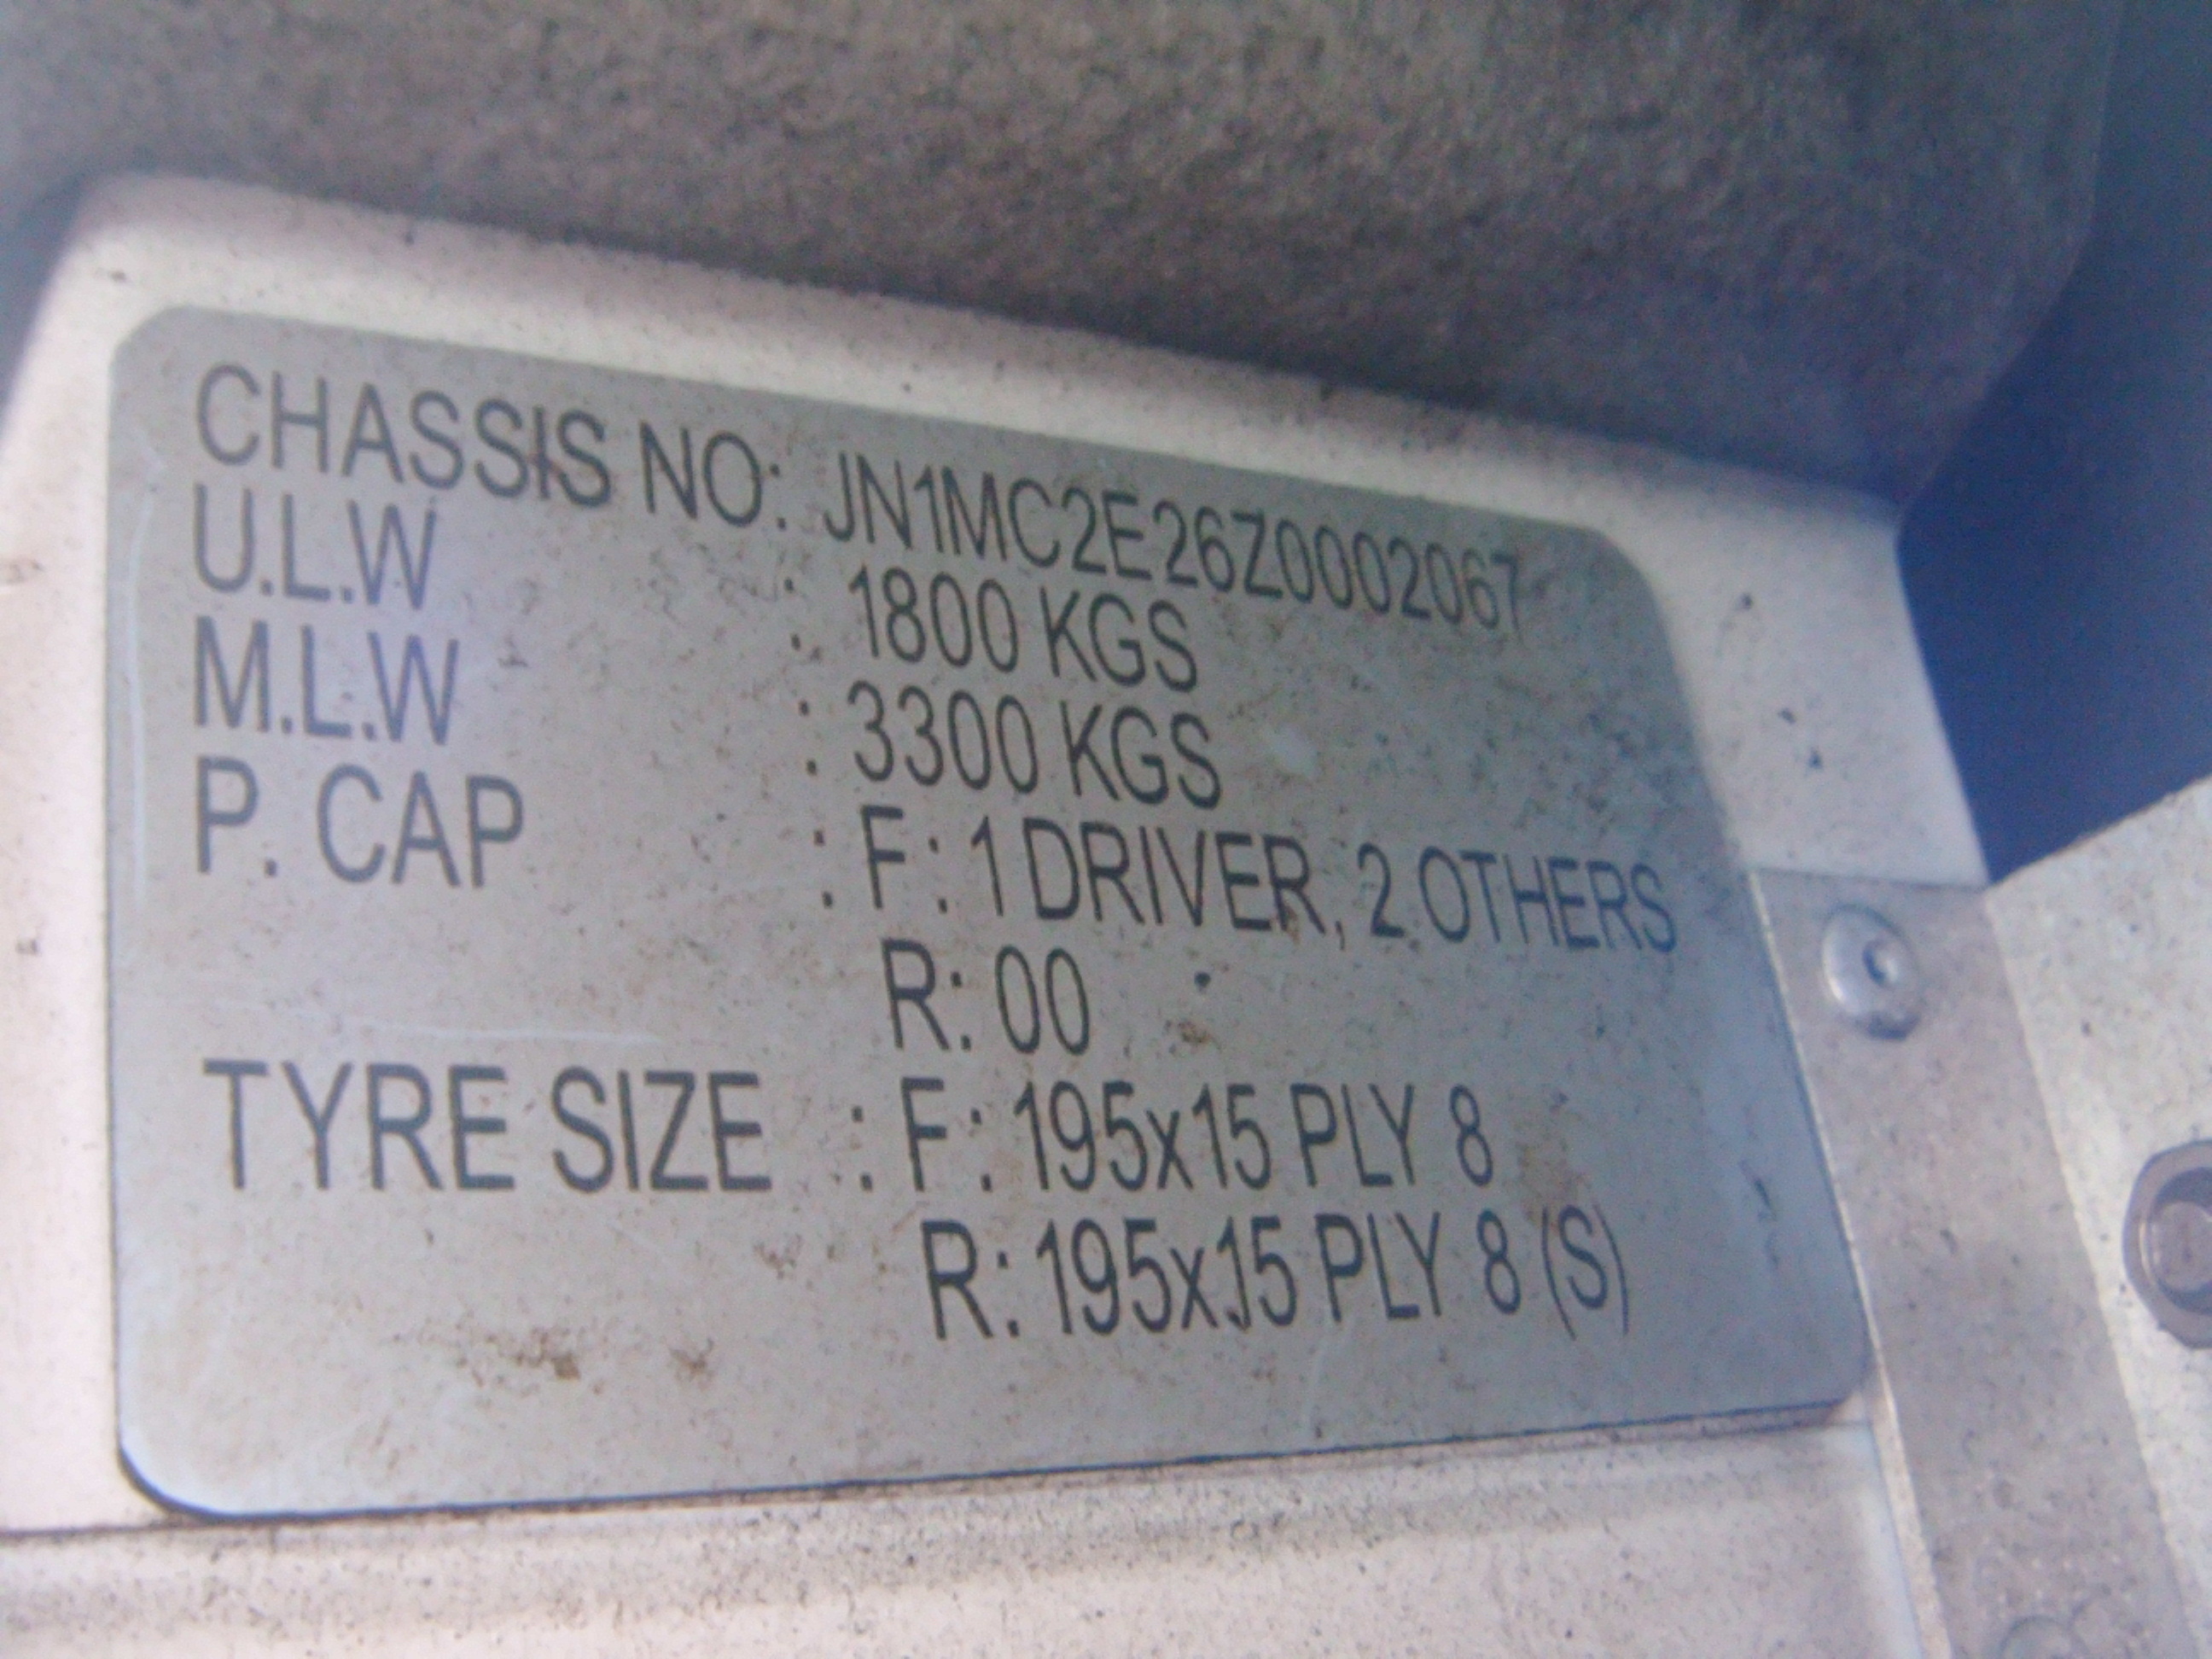 CHASSIS NO: JN1MC2E26Z0002067
U.L.W : 1800 KGS
M.L.W : 3300 KGS
P. CAP : F: 1 DRIVER, 2 OTHERS
R: 00
TYRE SIZE : F: 195x15 PLY 8
R: 195x15 PLY 8 (S)